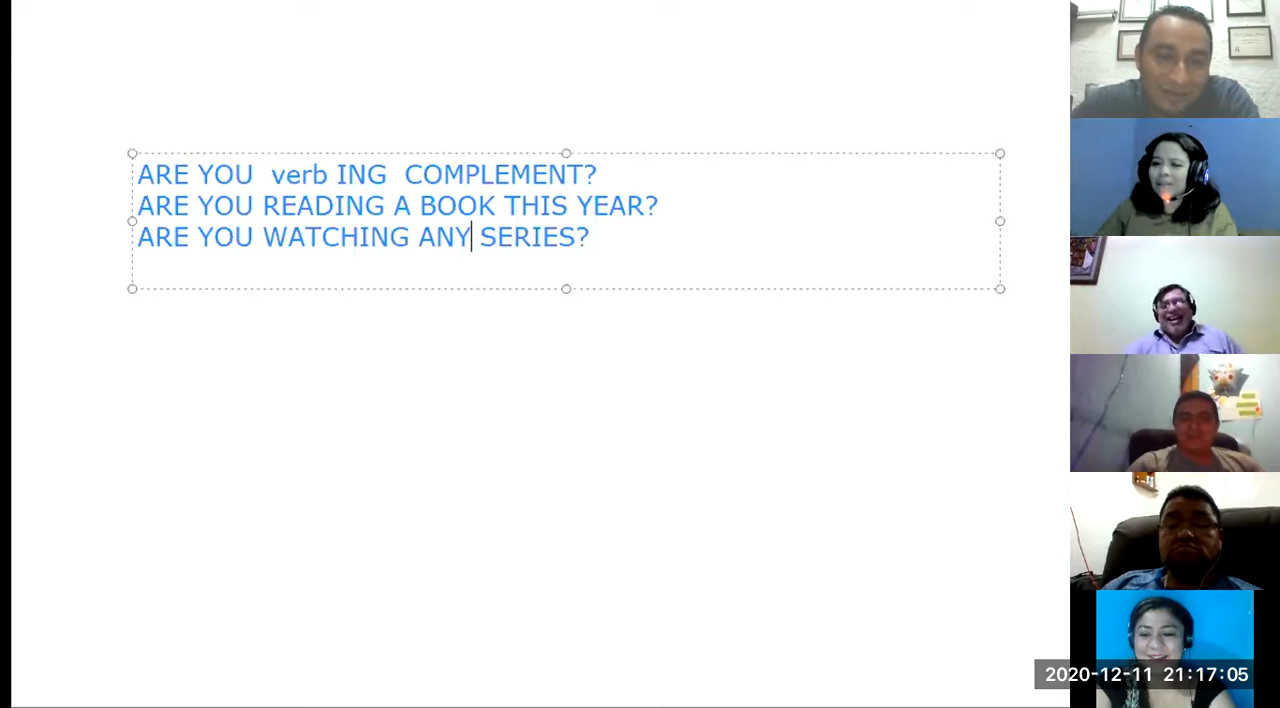 ARE YOU  verb ING  COMPLEMENT?
ARE YOU READING A BOOK THIS YEAR?
ARE YOU WATCHING ANY SERIES?
2020-12-11 21:17:05